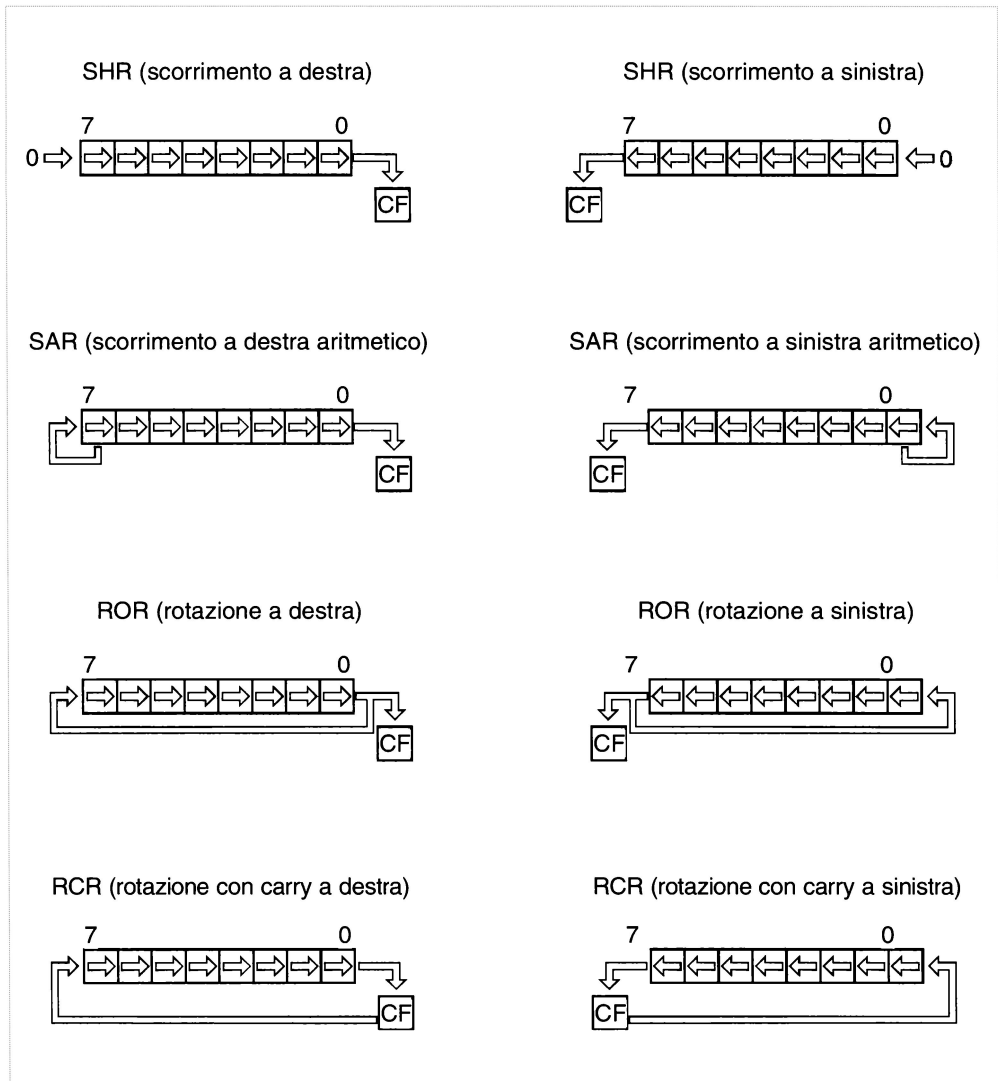 SHR (scorrimento a destra)
SHR (scorrimento a sinistra)
7 0
7 0
0
0
CF
CF
SAR (scorrimento a destra aritmetico)
SAR (scorrimento a sinistra aritmetico)
7 0
7 0
CF
CF
ROR (rotazione a destra)
ROR (rotazione a sinistra)
7 0
7 0
CF
CF
RCR (rotazione con carry a destra)
RCR (rotazione con carry a sinistra)
7 0
7 0
CF
CF